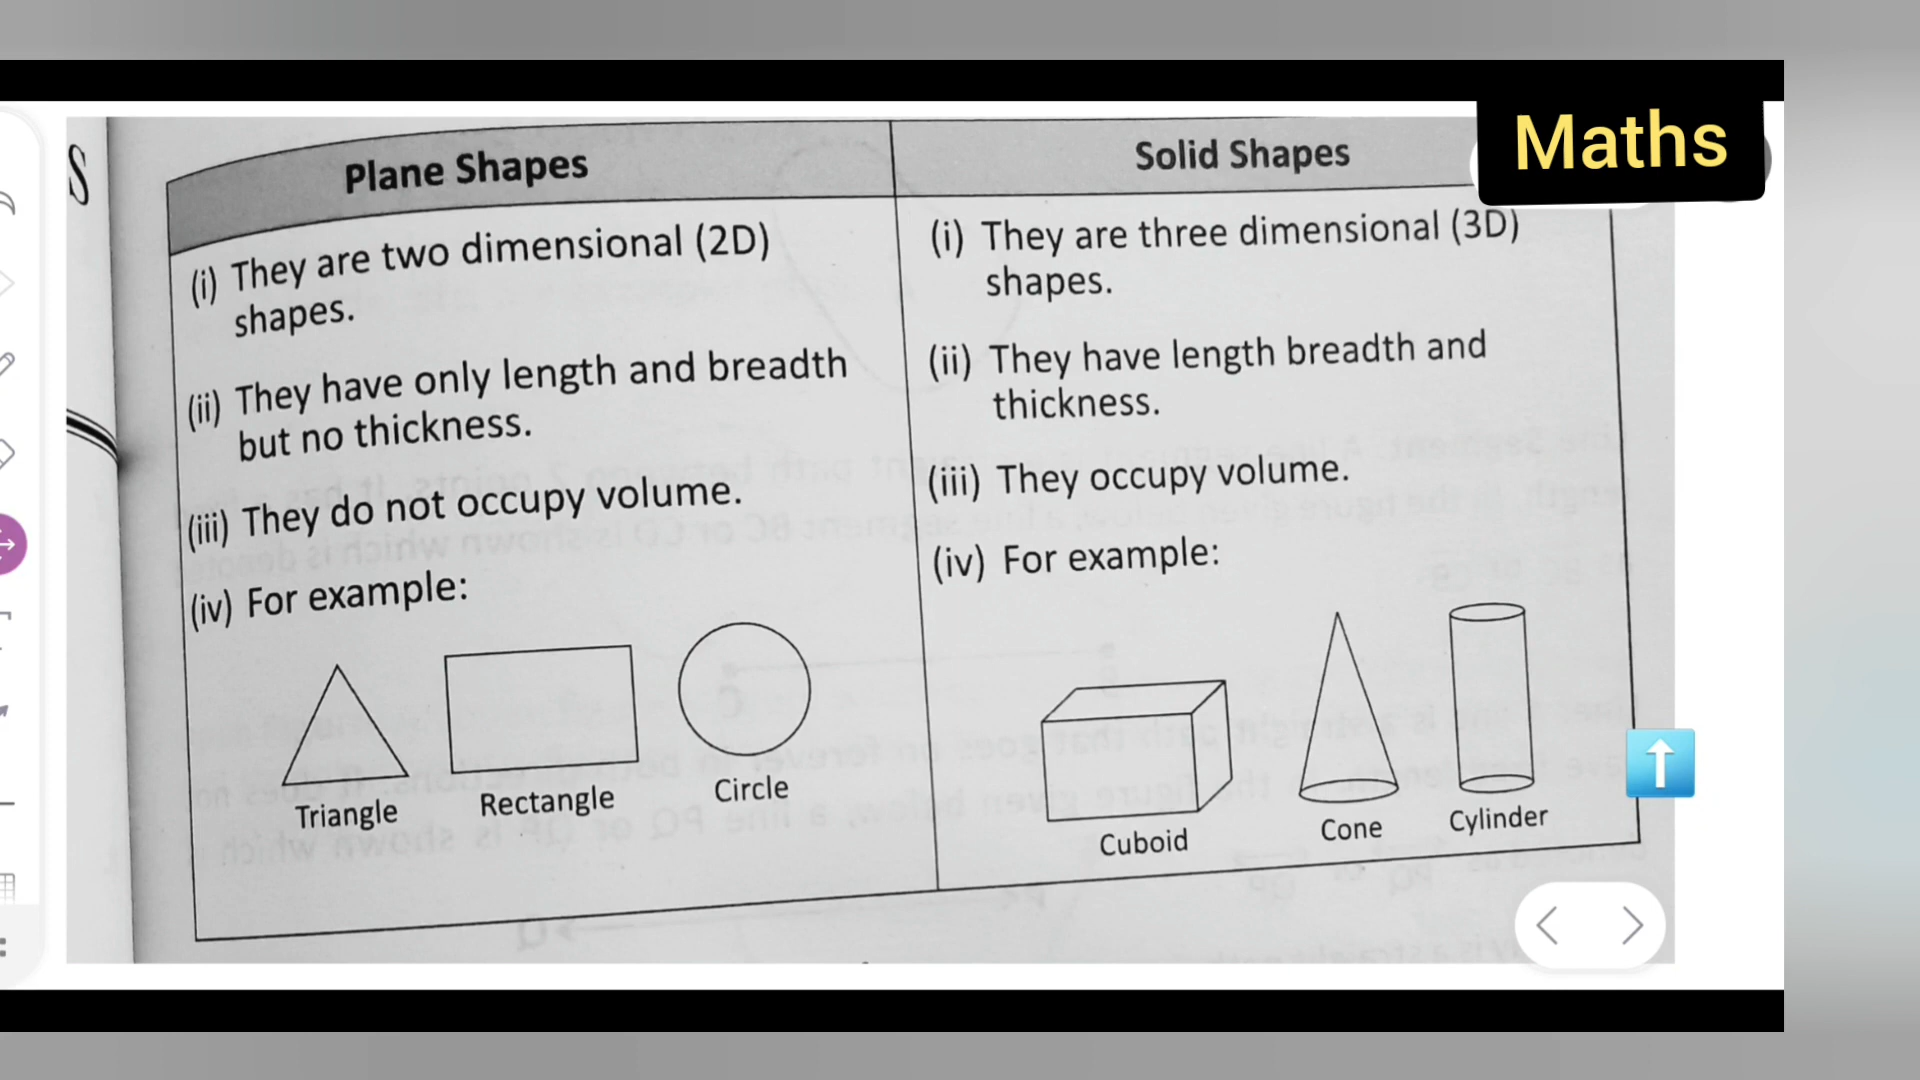 Maths
S
Plane Shapes
Solid Shapes
(i) They are two dimensional (2D)
shapes.
(ii) They have only length and breadth
but no thickness.
(iii) They do not occupy volume.
(iv) For example:
Triangle
Rectangle
Circle
(i) They are three dimensional (3D)
shapes.
(ii) They have length breadth and
thickness.
(iii) They occupy volume.
(iv) For example:
Cuboid
Cone
Cylinder